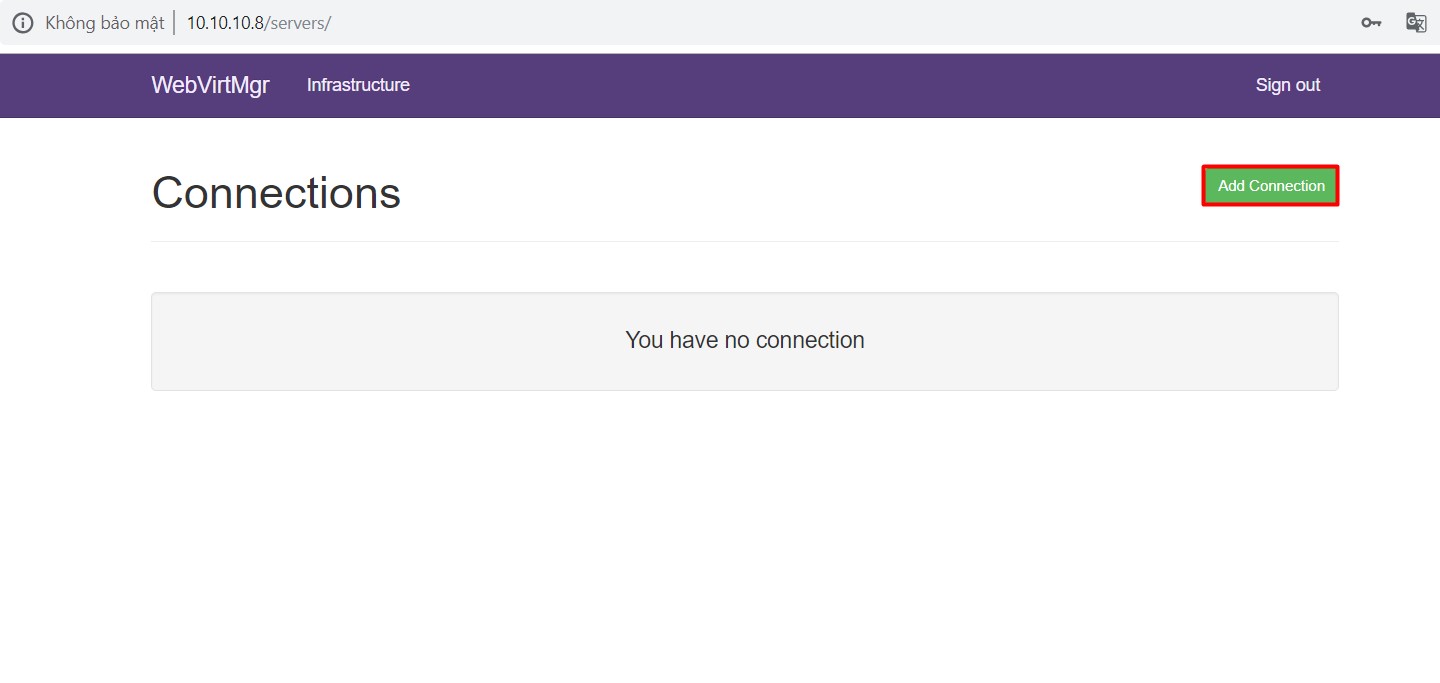 Không bảo mật 10.10.10.8/servers/
WebVirtMgr Infrastructure Sign out
Connections Add Connection
You have no connection